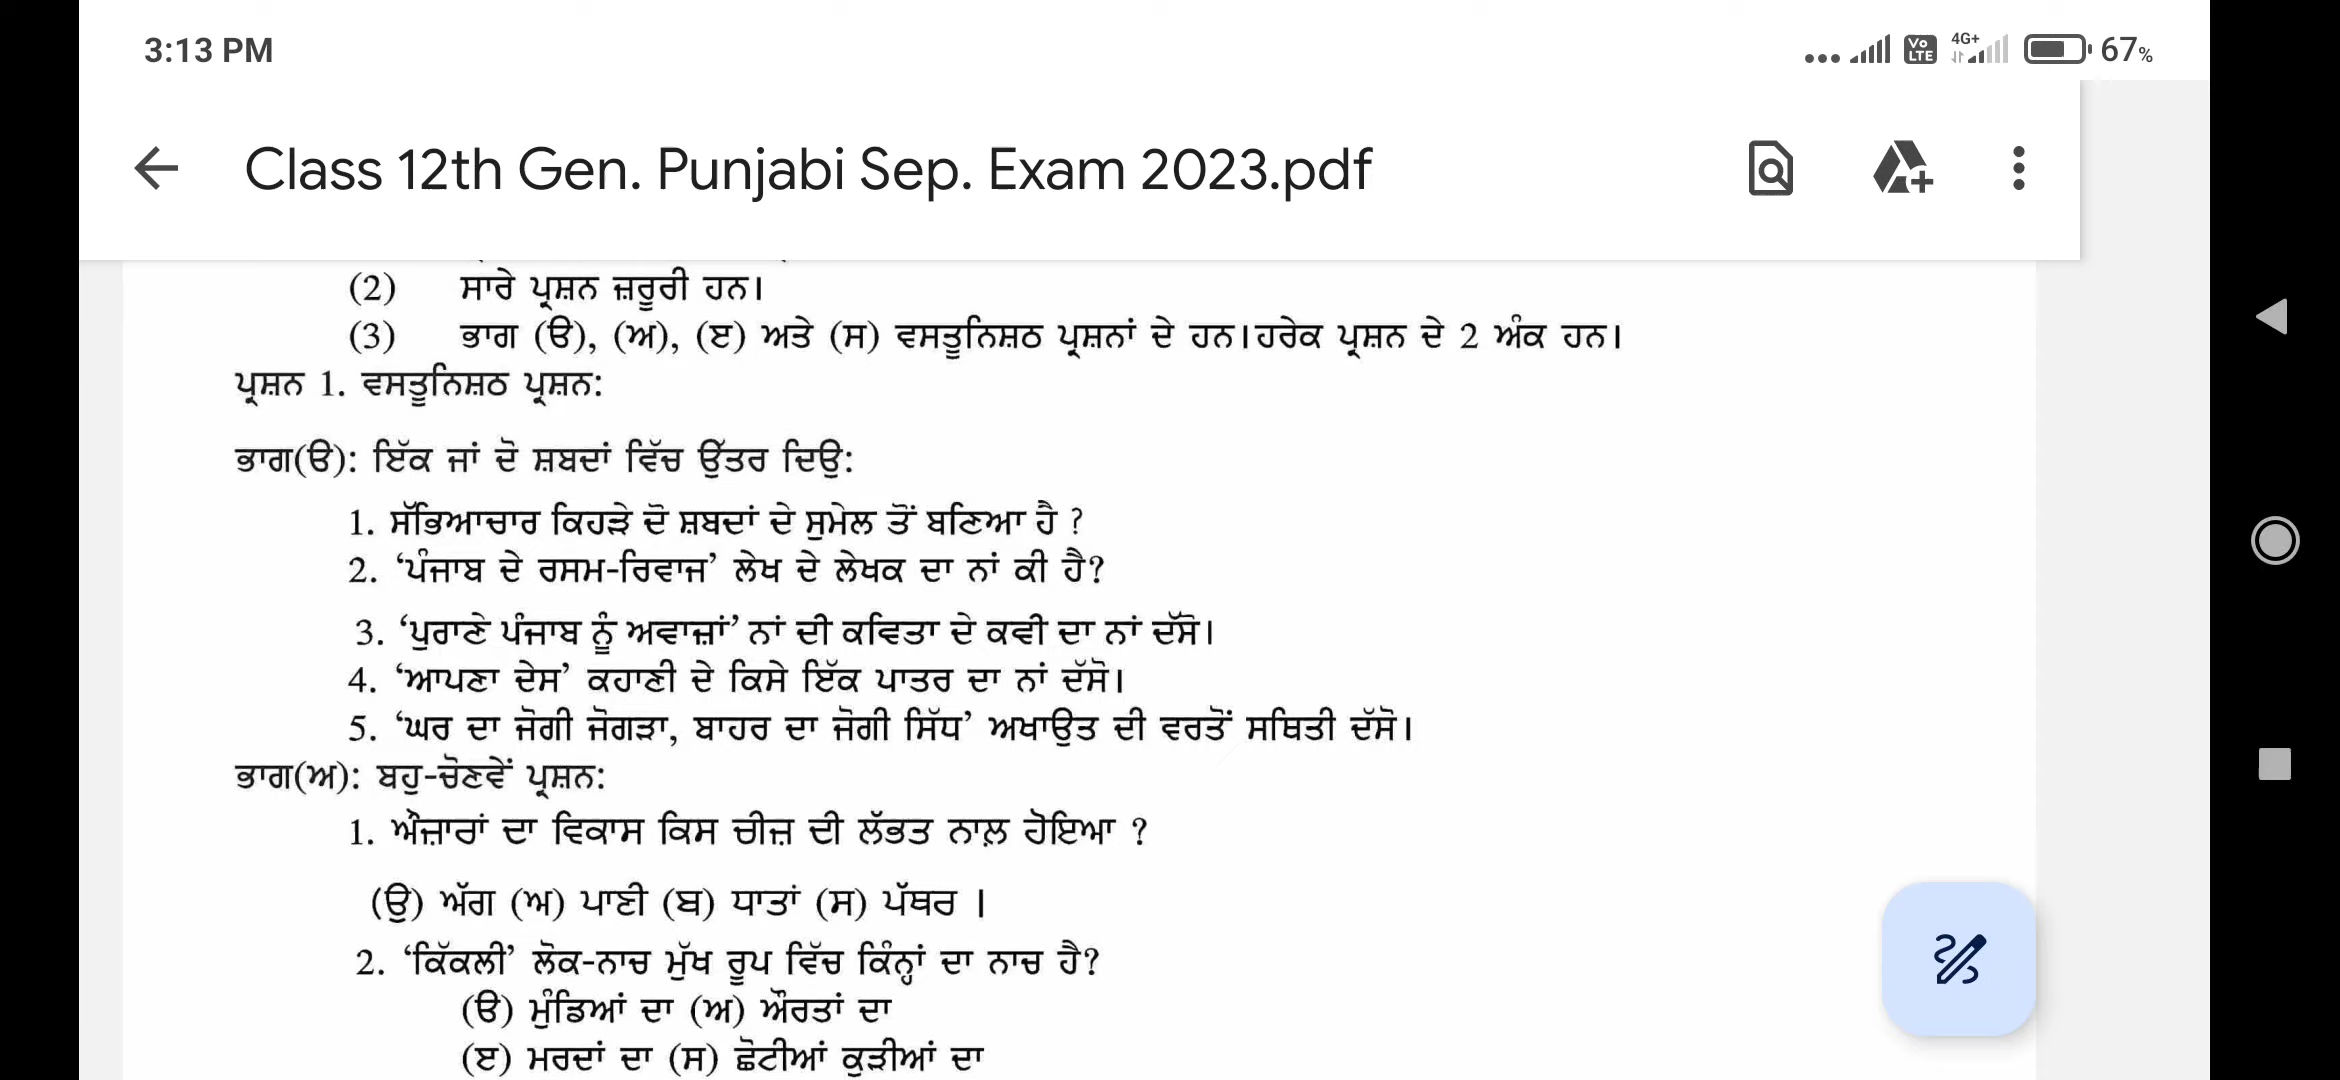 3:13 PM
Vo LTE 4G+ 67%
Class 12th Gen. Punjabi Sep. Exam 2023.pdf
(2) ਸਾਰੇ ਪ੍ਰਸ਼ਨ ਜ਼ਰੂਰੀ ਹਨ।
(3) ਭਾਗ (ੳ), (ਅ), (ੲ) ਅਤੇ (ਸ) ਵਸਤੂਨਿਸ਼ਠ ਪ੍ਰਸ਼ਨਾਂ ਦੇ ਹਨ।ਹਰੇਕ ਪ੍ਰਸ਼ਨ ਦੇ 2 ਅੰਕ ਹਨ।
ਪ੍ਰਸ਼ਨ 1. ਵਸਤੂਨਿਸ਼ਠ ਪ੍ਰਸ਼ਨ:
ਭਾਗ(ੳ): ਇੱਕ ਜਾਂ ਦੋ ਸ਼ਬਦਾਂ ਵਿੱਚ ਉੱਤਰ ਦਿਉ:
1. ਸੱਭਿਆਚਾਰ ਕਿਹੜੇ ਦੋ ਸ਼ਬਦਾਂ ਦੇ ਸੁਮੇਲ ਤੋਂ ਬਣਿਆ ਹੈ ?
2. ‘ਪੰਜਾਬ ਦੇ ਰਸਮ-ਰਿਵਾਜ’ ਲੇਖ ਦੇ ਲੇਖਕ ਦਾ ਨਾਂ ਕੀ ਹੈ?
3. ‘ਪੁਰਾਣੇ ਪੰਜਾਬ ਨੂੰ ਅਵਾਜ਼ਾਂ’ ਨਾਂ ਦੀ ਕਵਿਤਾ ਦੇ ਕਵੀ ਦਾ ਨਾਂ ਦੱਸੋ।
4. ‘ਆਪਣਾ ਦੇਸ’ ਕਹਾਣੀ ਦੇ ਕਿਸੇ ਇੱਕ ਪਾਤਰ ਦਾ ਨਾਂ ਦੱਸੋ।
5. ‘ਘਰ ਦਾ ਜੋਗੀ ਜੋਗੜਾ, ਬਾਹਰ ਦਾ ਜੋਗੀ ਸਿੱਧ’ ਅਖਾਉਤ ਦੀ ਵਰਤੋਂ ਸਥਿਤੀ ਦੱਸੋ।
ਭਾਗ(ਅ): ਬਹੁ-ਚੋਣਵੇਂ ਪ੍ਰਸ਼ਨ:
1. ਔਜ਼ਾਰਾਂ ਦਾ ਵਿਕਾਸ ਕਿਸ ਚੀਜ਼ ਦੀ ਲੱਭਤ ਨਾਲ਼ ਹੋਇਆ ?
(ਉ) ਅੱਗ (ਅ) ਪਾਣੀ (ਬ) ਧਾਤਾਂ (ਸ) ਪੱਥਰ ।
2. ‘ਕਿੱਕਲੀ’ ਲੋਕ-ਨਾਚ ਮੁੱਖ ਰੂਪ ਵਿੱਚ ਕਿੰਨ੍ਹਾਂ ਦਾ ਨਾਚ ਹੈ?
(ੳ) ਮੁੰਡਿਆਂ ਦਾ (ਅ) ਔਰਤਾਂ ਦਾ
(ੲ) ਮਰਦਾਂ ਦਾ (ਸ) ਛੋਟੀਆਂ ਕੁੜੀਆਂ ਦਾ